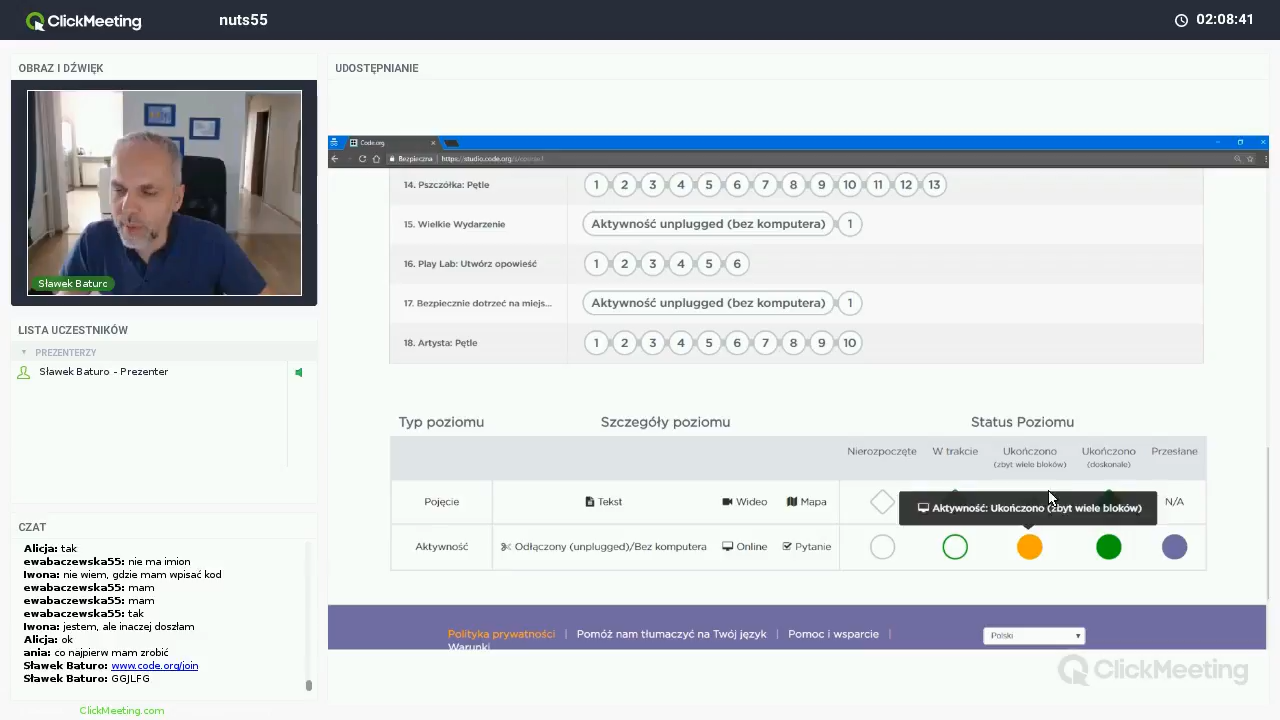 ClickMeeting
nuts55
02:08:41
OBRAZ I DŹWIĘK
Sławek Baturo
LISTA UCZESTNIKÓW
PREZENTERZY
Sławek Baturo - Prezenter
CZAT
Alicja: tak
ewabaczewska55: nie ma imion
Iwona: nie wiem, gdzie mam wpisać kod
ewabaczewska55: mam
ewabaczewska55: mam
ewabaczewska55: tak
Iwona: jestem, ale inaczej doszłam
Alicja: ok
ania: co najpierw mam zrobić
Sławek Baturo: www.code.org/join
Sławek Baturo: GGJLFG
ClickMeeting.com
UDOSTĘPNIANIE
Code.org
Bezpieczna https://studio.code.org
14. Pszczółka: Pętle 1 2 3 4 5 6 7 8 9 10 11 12 13
15. Wielkie Wydarzenie Aktywność unplugged (bez komputera) 1
16. Play Lab: Utwórz opowieść 1 2 3 4 5 6
17. Bezpiecznie dotrzeć na miejs... Aktywność unplugged (bez komputera) 1
18. Artysta: Pętle 1 2 3 4 5 6 7 8 9 10
Typ poziomu Szczegóły poziomu Status Poziomu
Nierozpoczęte W trakcie Ukończono Ukończono Przesłane
(zbyt wiele bloków) (doskonale)
Pojęcie Tekst Wideo Mapa N/A
Aktywność: Ukończono (zbyt wiele bloków)
Aktywność Odłączony (unplugged)/Bez komputera Online Pytanie
Polityka prywatności | Pomóż nam tłumaczyć na Twój język | Pomoc i wsparcie |
Warunki
Polski
ClickMeeting